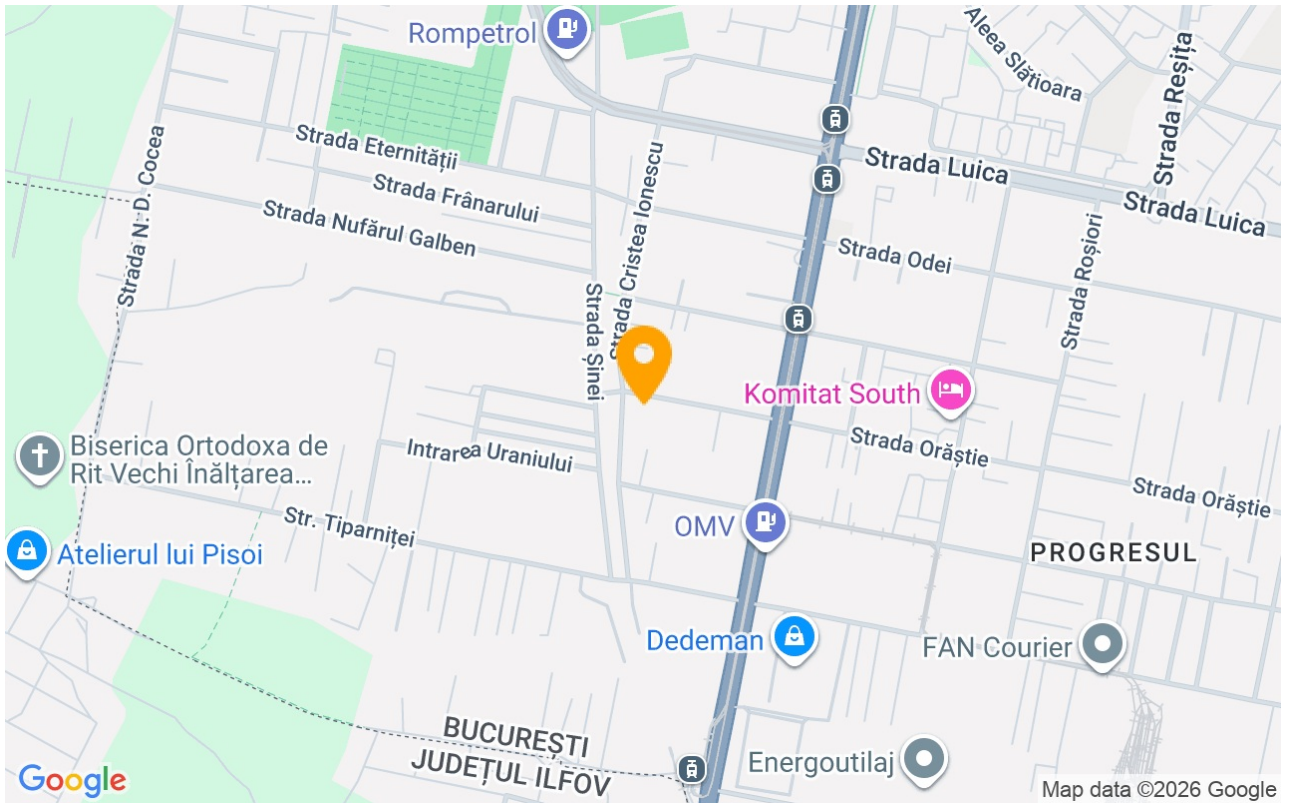 Rompetrol
Aleea Slătioara
Strada Reșița
Strada Eternității
Strada Luica
Strada N. D. Cocea
Strada Frânarului
Strada Cristea Ionescu
Strada Luica
Strada Nufărul Galben
Strada Odei
Strada Roșiori
Strada Șinei
Komitat South
Biserica Ortodoxa de
Rit Vechi Înălțarea...
Intrarea Uraniului
Strada Orăștie
Strada Orăștie
Str. Tiparniței
OMV
PROGRESUL
Atelierul lui Pisoi
Dedeman
FAN Courier
BUCUREȘTI
JUDEȚUL ILFOV
Energoutilaj
Google
Map data ©2026 Google